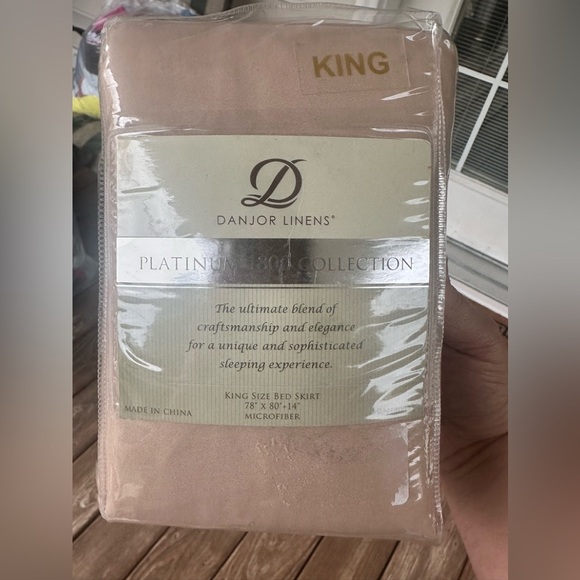 KING
D
DANJOR LINENS®
PLATINUM 1800 COLLECTION
The ultimate blend of
craftsmanship and elegance
for a unique and sophisticated
sleeping experience.
KING SIZE BED SKIRT
78" X 80"+14"
MICROFIBER
MADE IN CHINA